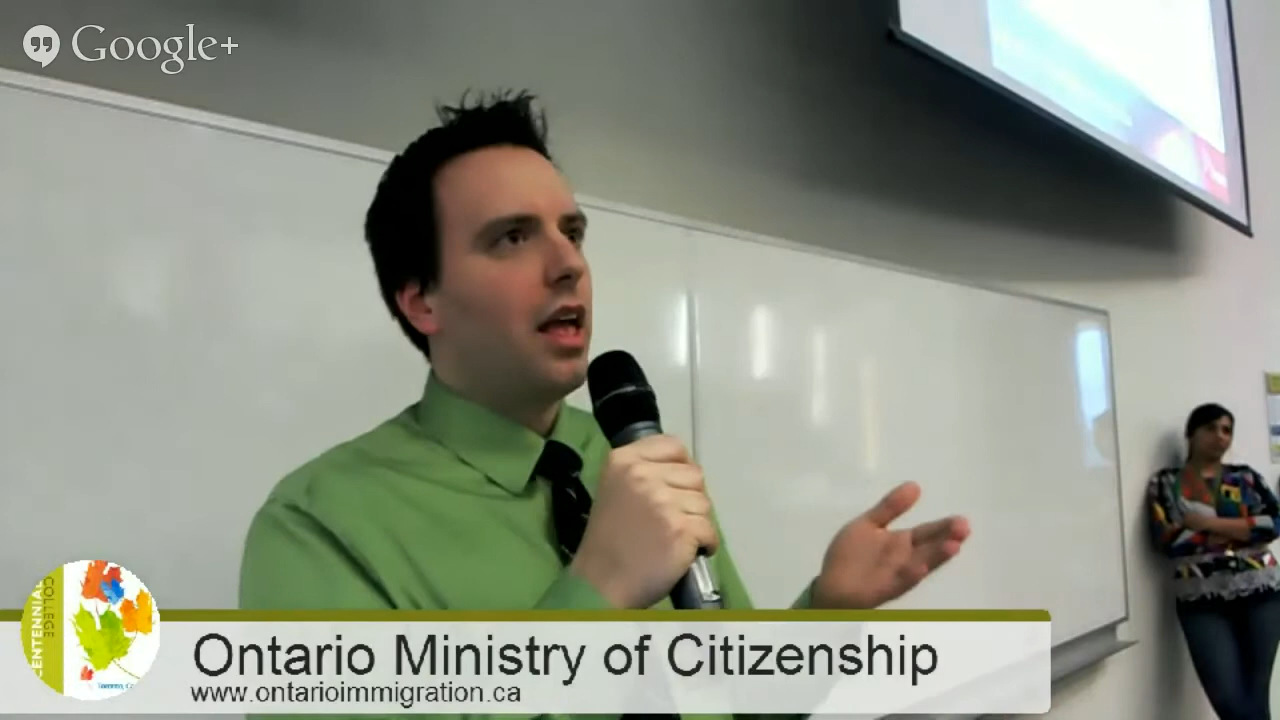 Google+
Ontario Ministry of Citizenship
www.ontarioimmigration.ca
CENTENNIAL
COLLEGE